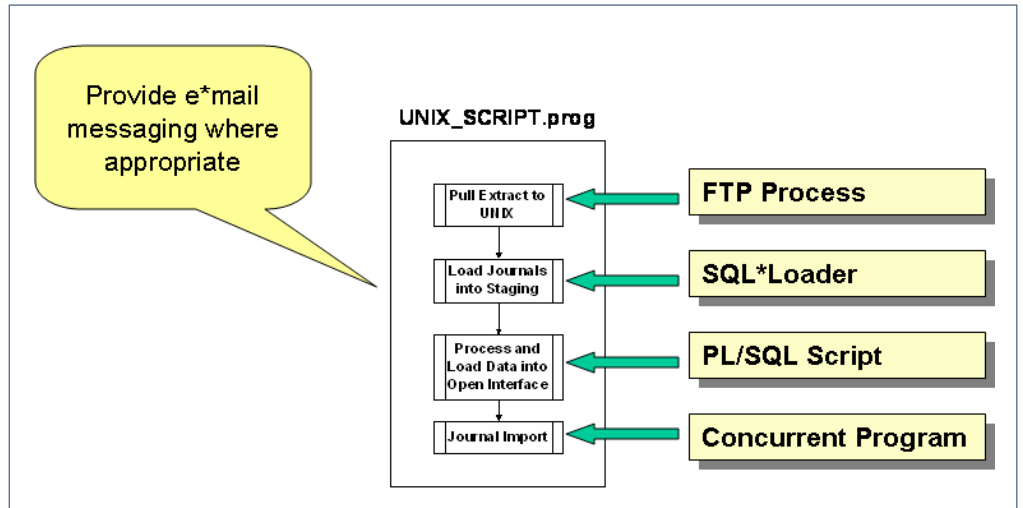 Provide e*mail
messaging where
appropriate
UNIX_SCRIPT.prog
Pull Extract to
UNIX
FTP Process
Load Journals
into Staging
SQL*Loader
Process and
Load Data into
Open Interface
PL/SQL Script
Journal Import
Concurrent Program